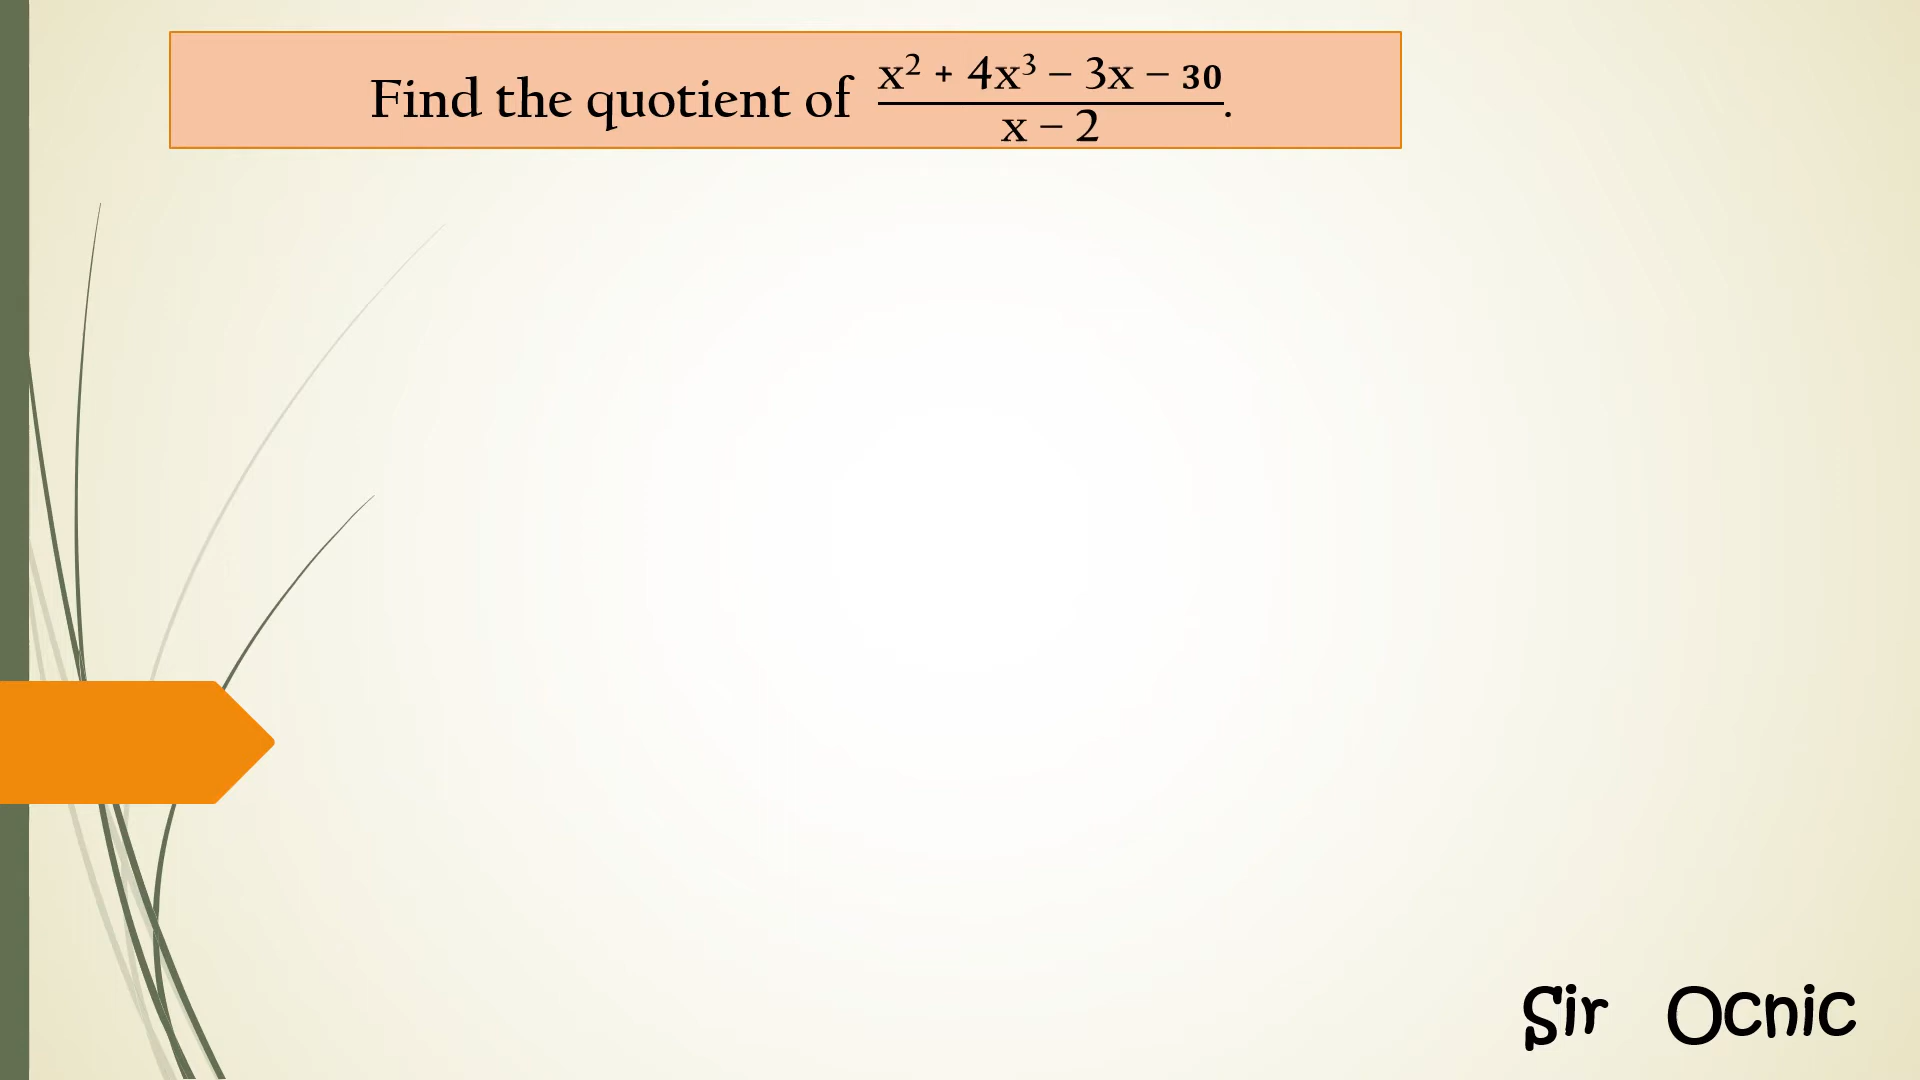 Find the quotient of (x² + 4x³ – 3x – 30)/(x – 2).
Sir Ocnic